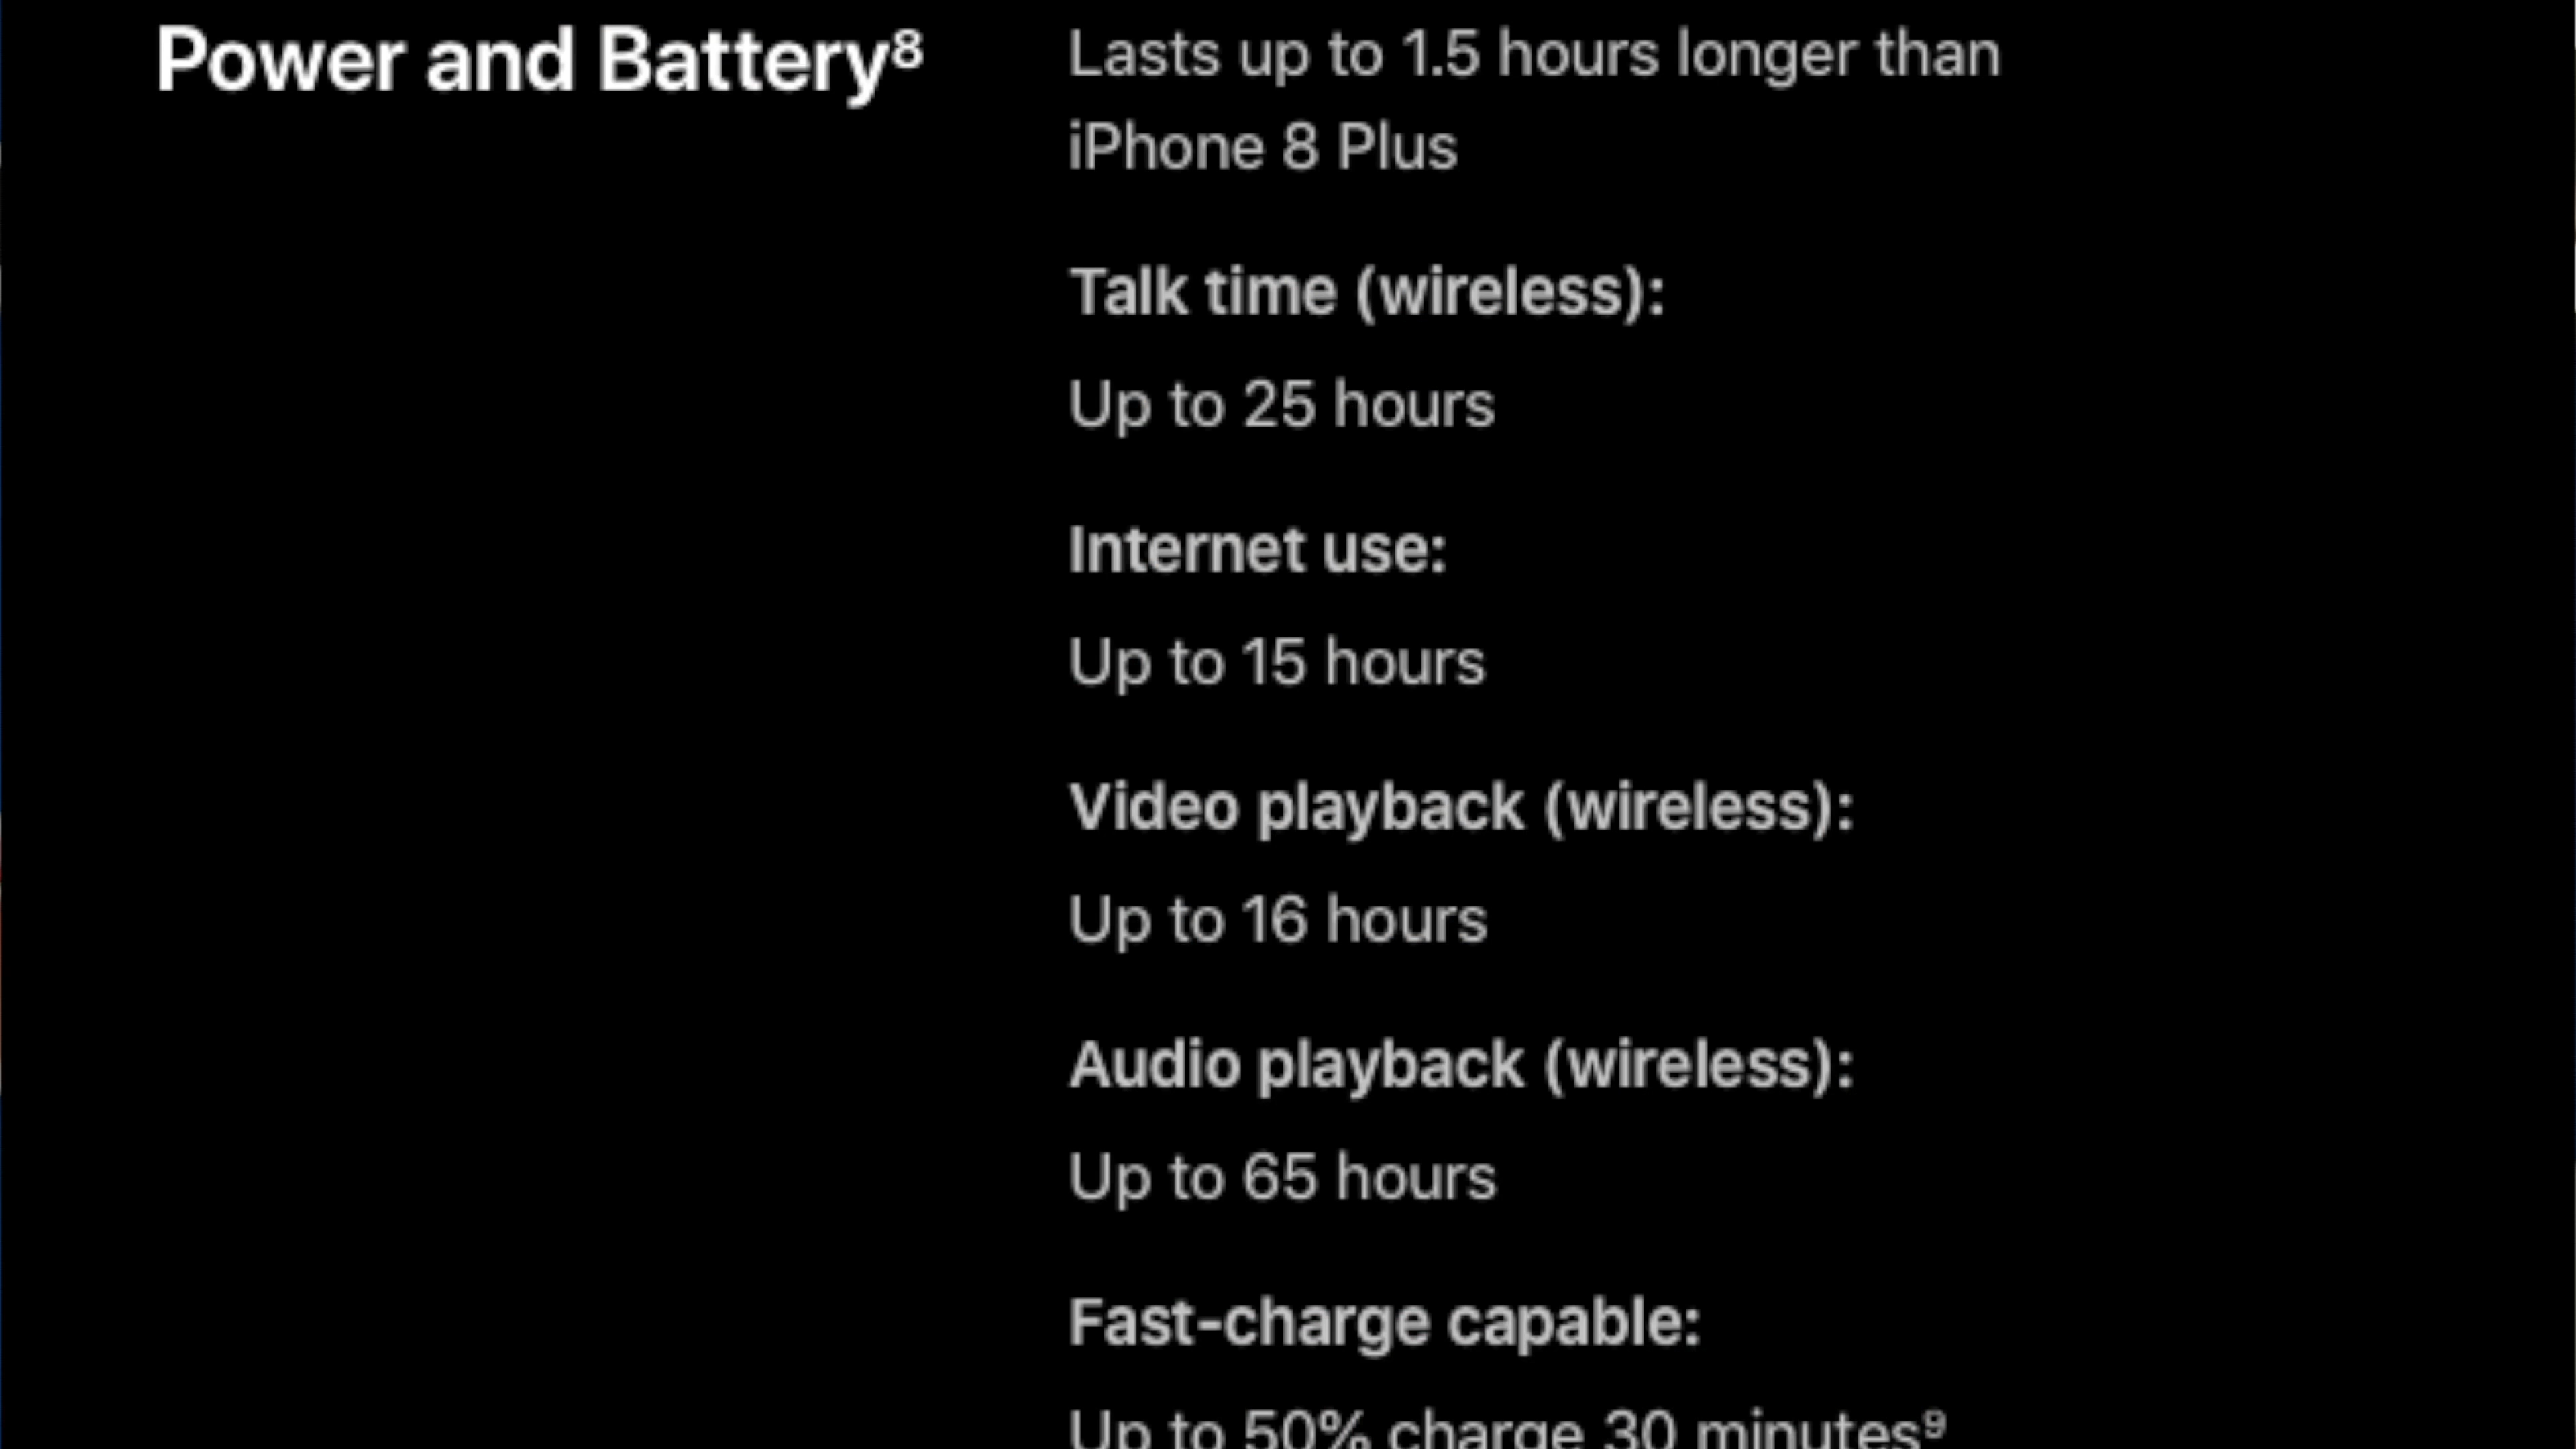 Power and Battery⁸
Lasts up to 1.5 hours longer than
iPhone 8 Plus
Talk time (wireless):
Up to 25 hours
Internet use:
Up to 15 hours
Video playback (wireless):
Up to 16 hours
Audio playback (wireless):
Up to 65 hours
Fast-charge capable:
Up to 50% charge 30 minutes⁹